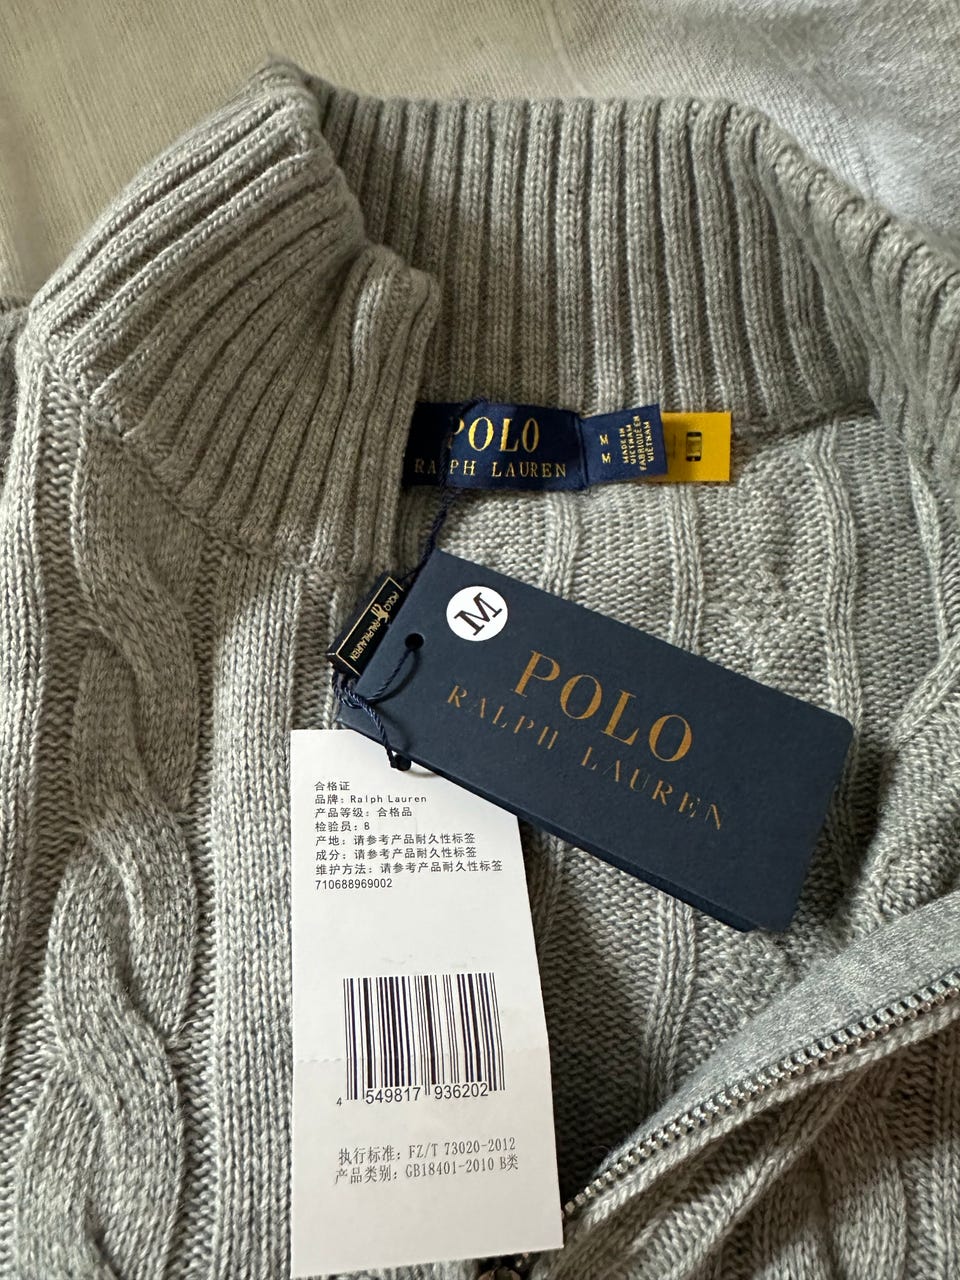 POLO
RALPH LAUREN
M
M
MADE IN
VIETNAM
FABRIQUÉ EN
VIETNAM
M
POLO
RALPH LAUREN
POLO RALPH LAUREN
合格证
品牌：Ralph Lauren
产品等级：合格品
检验员：B
产地：请参考产品耐久性标签
成分：请参考产品耐久性标签
维护方法：请参考产品耐久性标签
710688969002
4 549817 936202
执行标准：FZ/T 73020-2012
产品类别：GB18401-2010 B类